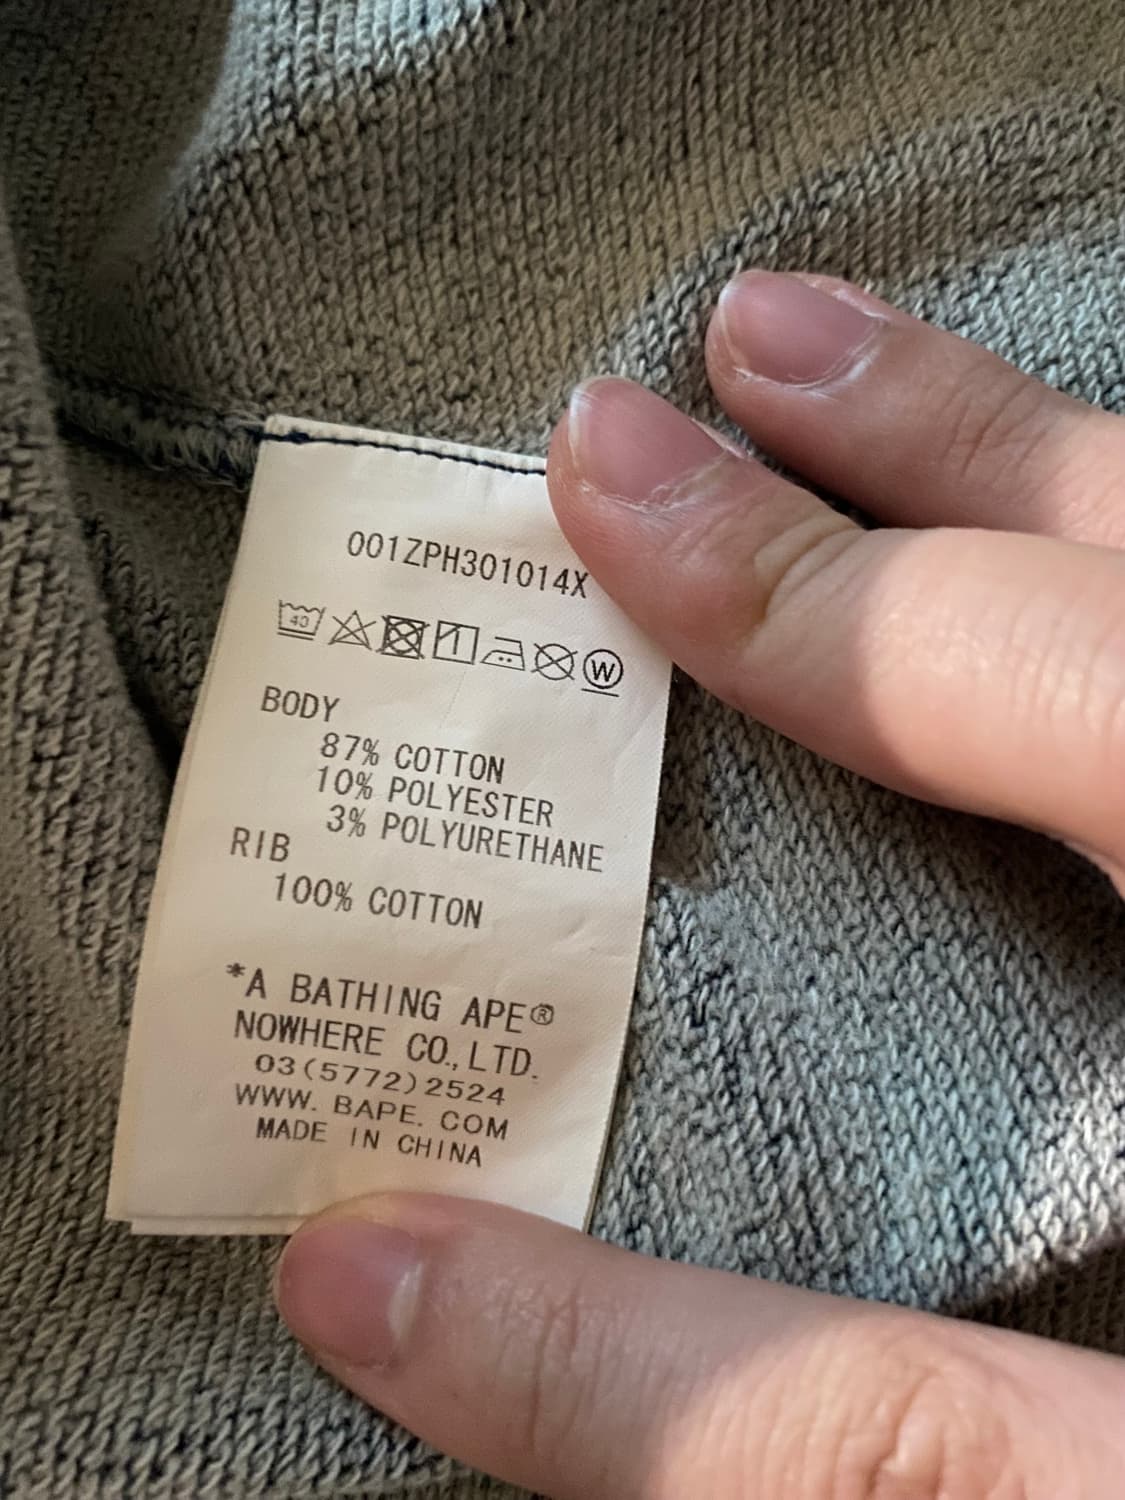 001ZPH301014X
40 W
BODY
87% COTTON
10% POLYESTER
3% POLYURETHANE
RIB
100% COTTON
*A BATHING APE®
NOWHERE CO., LTD.
03(5772)2524
WWW. BAPE. COM
MADE IN CHINA